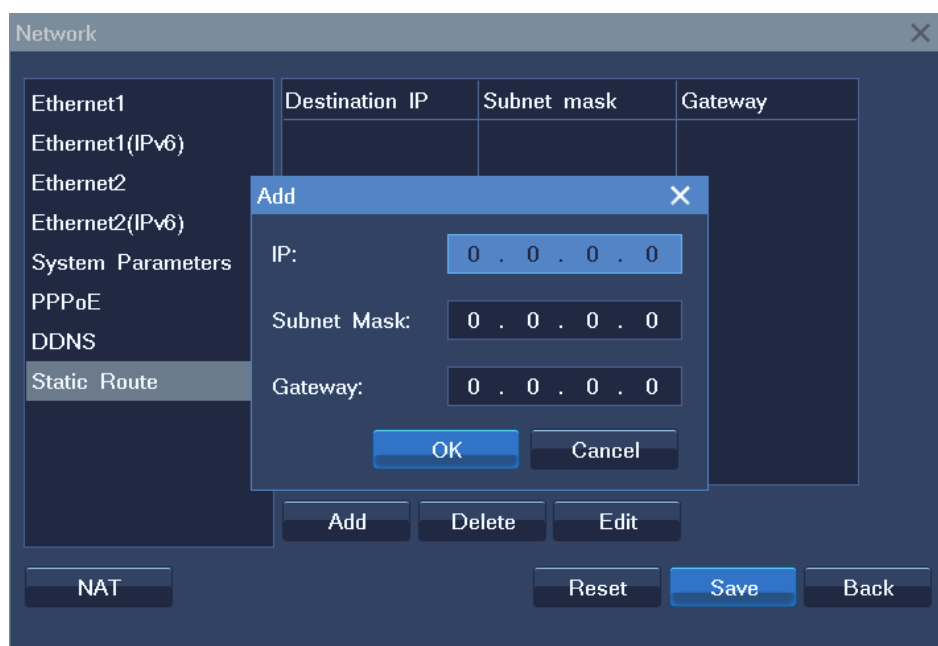 Network
Ethernet1
Ethernet1(IPv6)
Ethernet2
Ethernet2(IPv6)
System Parameters
PPPoE
DDNS
Static Route
Destination IP Subnet mask Gateway
Add
IP: 0 . 0 . 0 . 0
Subnet Mask: 0 . 0 . 0 . 0
Gateway: 0 . 0 . 0 . 0
OK Cancel
Add Delete Edit
NAT Reset Save Back